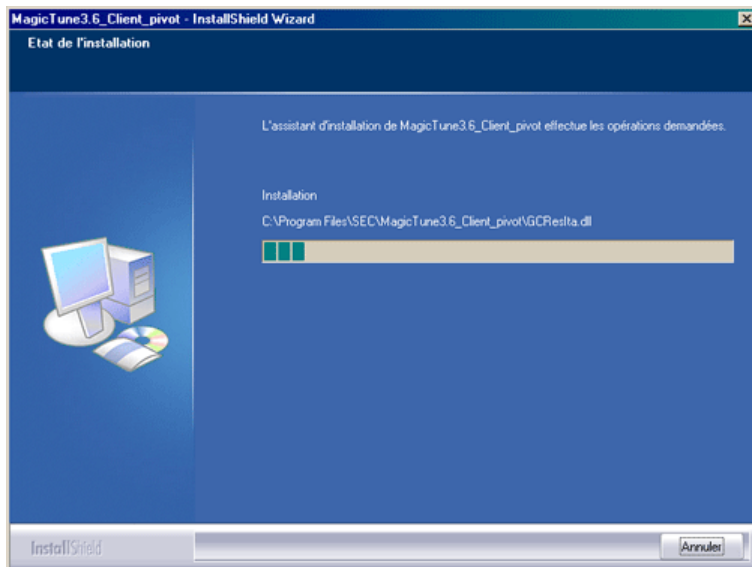 MagicTune3.6_Client_pivot - InstallShield Wizard
Etat de l'installation
L'assistant d'installation de MagicTune3.6_Client_pivot effectue les opérations demandées.
Installation
C:\Program Files\SEC\MagicTune3.6_Client_pivot\GCResIta.dll
InstallShield
Annuler